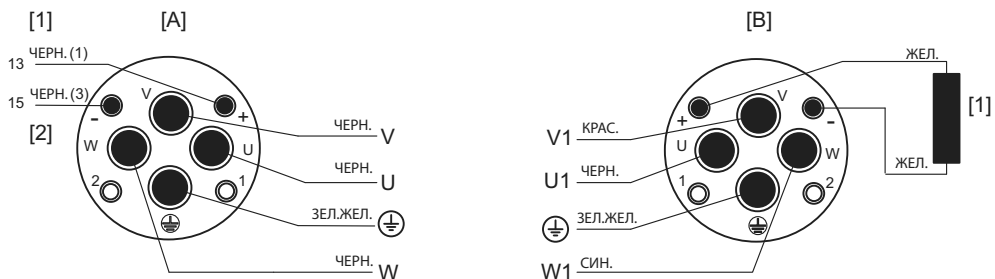 [1] [A]
13 ЧЕРН. (1)
[2]
15 ЧЕРН. (3)
V
- +
W U
2 1
ЧЕРН. V
ЧЕРН. U
ЗЕЛ.ЖЕЛ.
ЧЕРН. W
[B]
ЖЕЛ.
[1]
ЖЕЛ.
V
+ -
U W
1 2
V1 КРАС.
U1 ЧЕРН.
ЗЕЛ.ЖЕЛ.
W1 СИН.